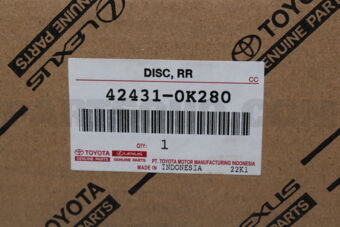 TOYOTA
GENUINE PARTS
LEXUS
TOYOTA
GENUINE PARTS
DISC, RR
CC
42431-0K280
QTY: 1
TOYOTA LEXUS
GENUINE PARTS GENUINE PARTS
PT. TOYOTA MOTOR MANUFACTURING INDONESIA
MADE IN INDONESIA 22K1
TOYOTA
PARTS
LEXUS